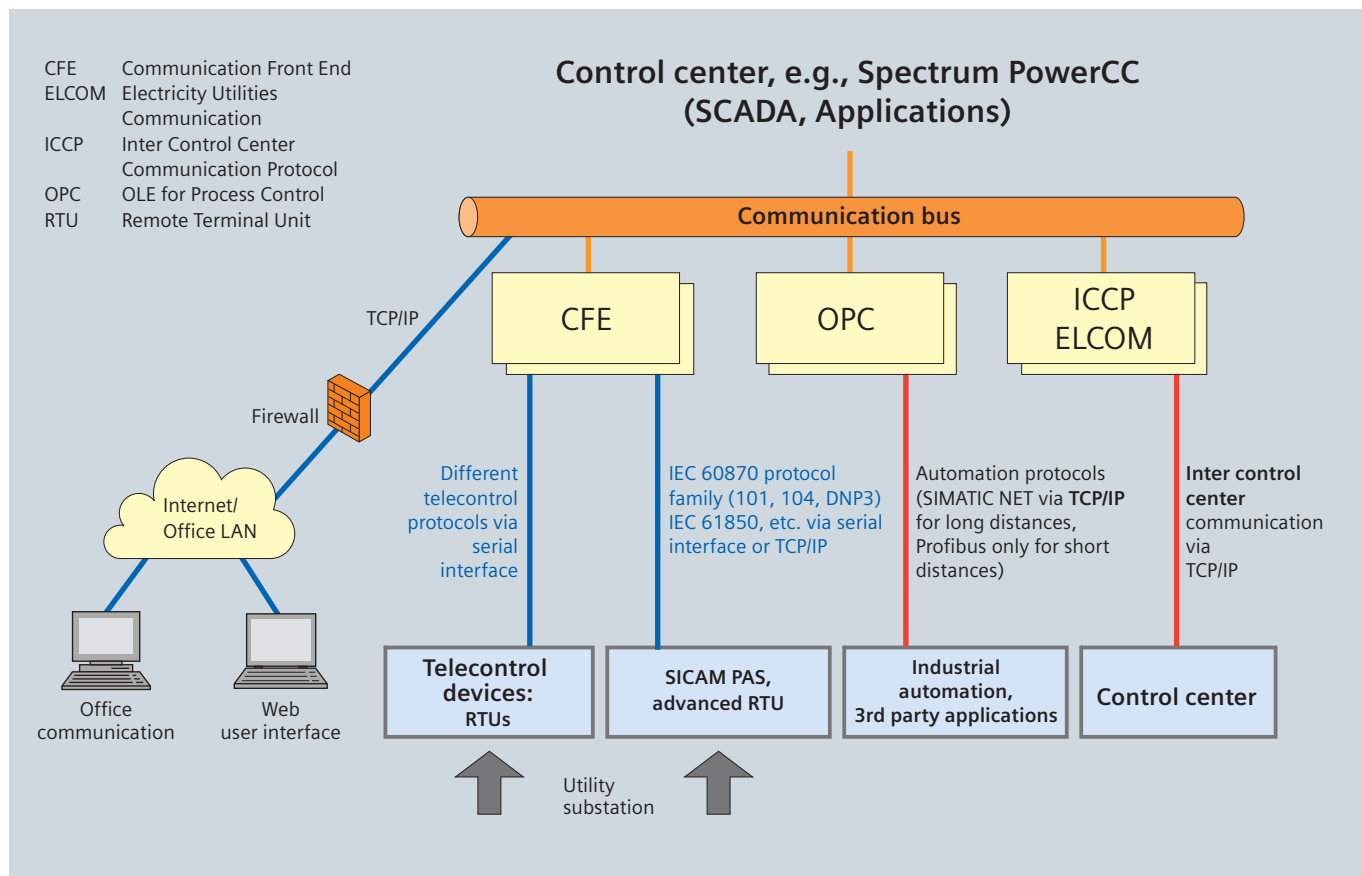 CFE Communication Front End
ELCOM Electricity Utilities
Communication
ICCP Inter Control Center
Communication Protocol
OPC OLE for Process Control
RTU Remote Terminal Unit
Control center, e.g., Spectrum PowerCC
(SCADA, Applications)
Communication bus
TCP/IP
CFE
OPC
ICCP
ELCOM
Firewall
Internet/
Office LAN
Different
telecontrol
protocols via
serial
interface
IEC 60870 protocol
family (101, 104, DNP3)
IEC 61850, etc. via serial
interface or TCP/IP
Automation protocols
(SIMATIC NET via TCP/IP
for long distances,
Profibus only for short
distances)
Inter control
center
communication
via
TCP/IP
Office
communication
Web
user interface
Telecontrol
devices:
RTUs
SICAM PAS,
advanced RTU
Industrial
automation,
3rd party applications
Control center
Utility
substation